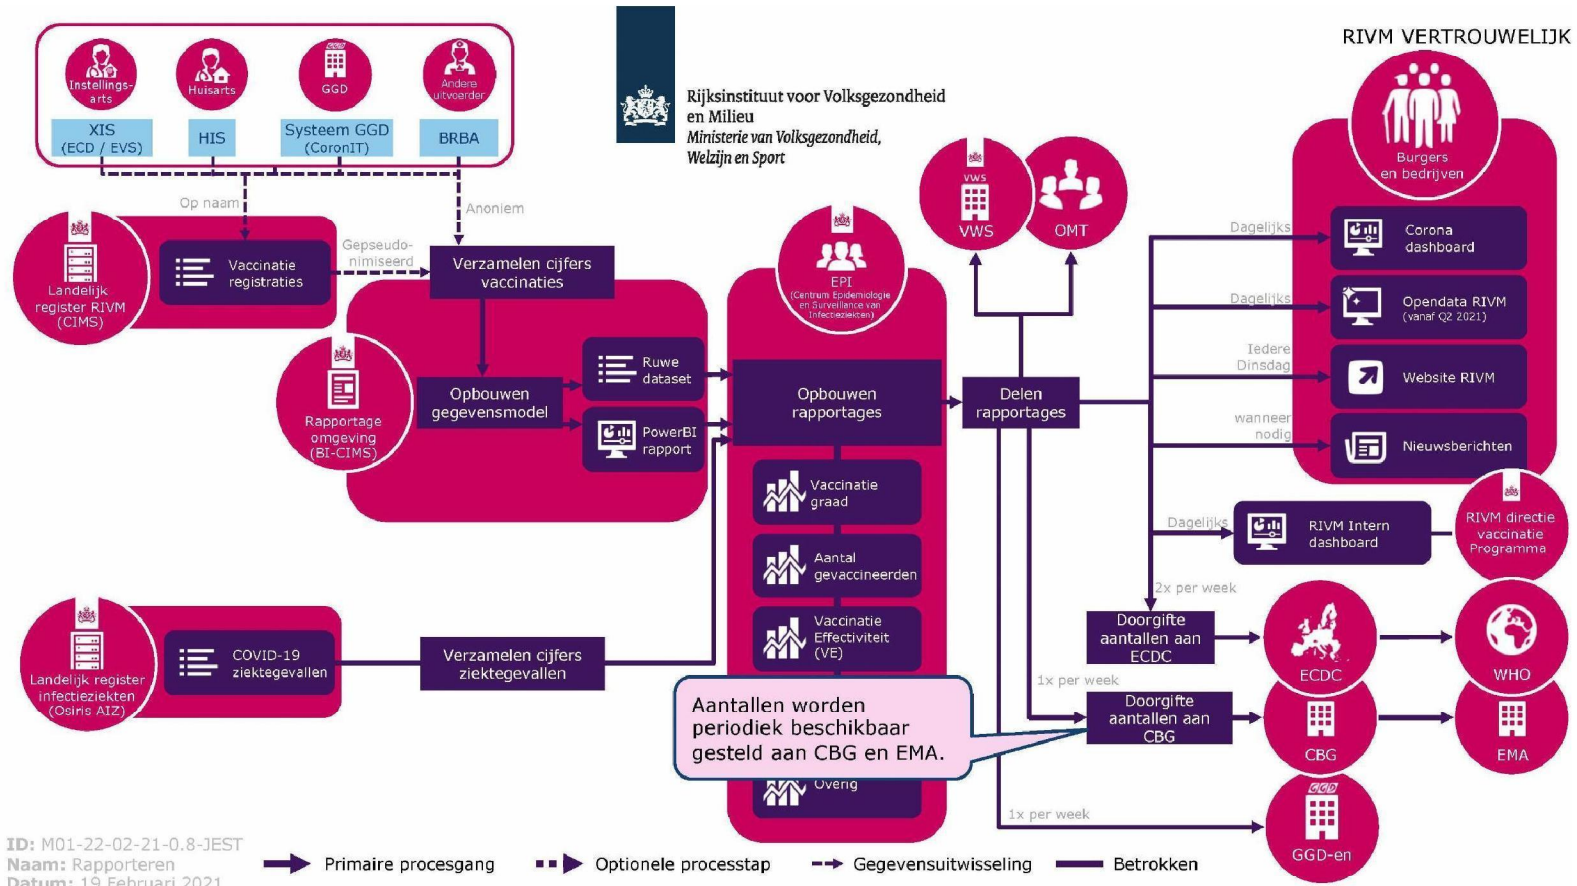 RIVM VERTROUWELIJK
Instellings-
arts
Huisarts
GGD
GGD
Andere
uitvoerder
XIS
(ECD / EVS)
HIS
Systeem GGD
(CoronIT)
BRBA
Rijksinstituut voor Volksgezondheid
en Milieu
Ministerie van Volksgezondheid,
Welzijn en Sport
Op naam
Anoniem
Gepseudo-
nimiseerd
Landelijk
register RIVM
(CIMS)
Vaccinatie
registraties
Verzamelen cijfers
vaccinaties
Rapportage
omgeving
(BI-CIMS)
Opbouwen
gegevensmodel
Ruwe
dataset
PowerBI
rapport
EPI
(Centrum Epidemiologie
en Surveillance van
Infectieziekten)
Opbouwen
rapportages
Vaccinatie
graad
Aantal
gevaccineerden
Vaccinatie
Effectiviteit
(VE)
Overig
Landelijk register
infectieziekten
(Osiris AIZ)
COVID-19
ziektegevallen
Verzamelen cijfers
ziektegevallen
Aantallen worden
periodiek beschikbaar
gesteld aan CBG en EMA.
vws
VWS
OMT
Delen
rapportages
Burgers
en bedrijven
Dagelijks
Corona
dashboard
Dagelijks
Opendata RIVM
(vanaf Q2 2021)
Iedere
Dinsdag
Website RIVM
wanneer
nodig
Nieuwsberichten
Dagelijks
RIVM Intern
dashboard
RIVM directie
vaccinatie
Programma
2x per week
Doorgifte
aantallen aan
ECDC
ECDC
WHO
1x per week
Doorgifte
aantallen aan
CBG
CBG
EMA
1x per week
GGD
GGD-en
ID: M01-22-02-21-0.8-JEST
Naam: Rapporteren
Datum: 19 Februari 2021
Primaire procesgang
Optionele processtap
Gegevensuitwisseling
Betrokken